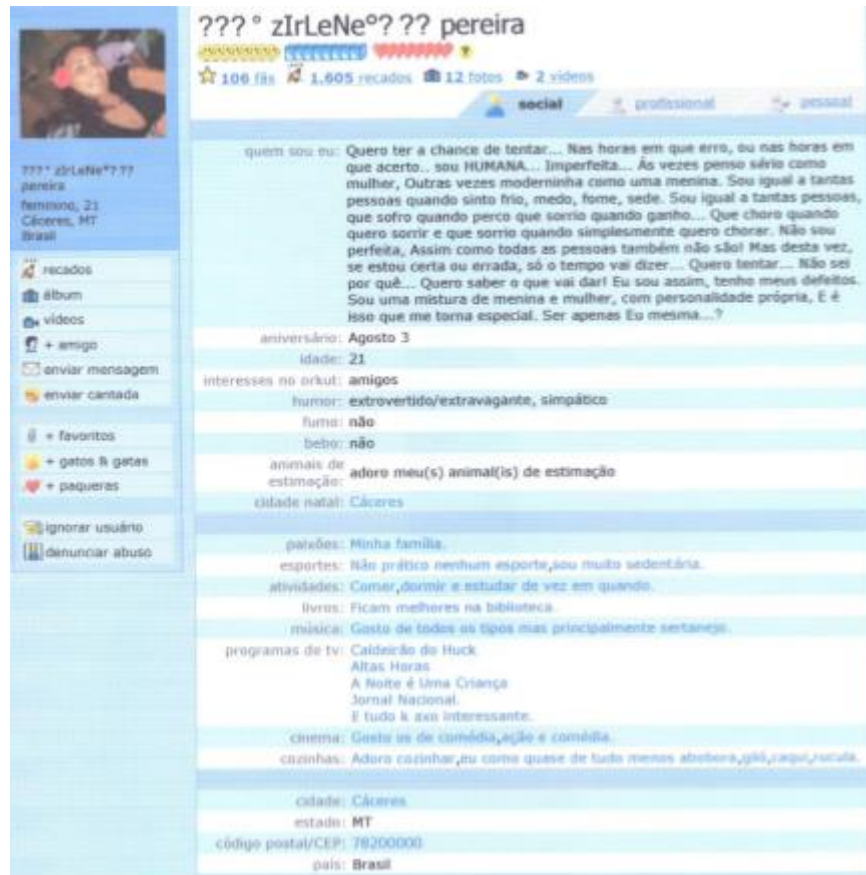 ??? ° zIrLeNe°? ?? pereira
106 fãs 1.605 recados 12 fotos 2 vídeos
social profissional pessoal
??? ° zIrLeNe°? ??
pereira
feminino, 21
Cáceres, MT
Brasil
recados
álbum
vídeos
+ amigo
enviar mensagem
enviar cantada
+ favoritos
+ gatos & gatas
+ paqueras
ignorar usuário
denunciar abuso
quem sou eu: Quero ter a chance de tentar... Nas horas em que erro, ou nas horas em
que acerto.. sou HUMANA... Imperfeita... Ás vezes penso sério como
mulher, Outras vezes moderninha como uma menina. Sou igual a tantas
pessoas quando sinto frio, medo, fome, sede. Sou igual a tantas pessoas,
que sofro quando perco que sorrio quando ganho... Que choro quando
quero sorrir e que sorrio quando simplesmente quero chorar. Não sou
perfeita, Assim como todas as pessoas também não são! Mas desta vez,
se estou certa ou errada, só o tempo vai dizer... Quero tentar... Não sei
por quê... Quero saber o que vai dar! Eu sou assim, tenho meus defeitos.
Sou uma mistura de menina e mulher, com personalidade própria, E é
isso que me torna especial. Ser apenas Eu mesma...?
aniversário: Agosto 3
idade: 21
interesses no orkut: amigos
humor: extrovertido/extravagante, simpático
fumo: não
bebo: não
animais de
estimação: adoro meu(s) animal(is) de estimação
cidade natal: Cáceres
paixões: Minha família.
esportes: Não prático nenhum esporte,sou muito sedentária.
atividades: Comer,dormir e estudar de vez em quando.
livros: Ficam melhores na biblioteca.
música: Gosto de todos os tipos mas principalmente sertanejo.
programas de tv: Caldeirão do Huck
Altas Horas
A Noite é Uma Criança
Jornal Nacional.
E tudo k axo interessante.
cinema: Gosto us de comédia,ação e comédia.
cozinhas: Adoro cozinhar,eu como quase de tudo menos abobora,giló,caqui,rucula.
cidade: Cáceres
estado: MT
código postal/CEP: 78200000
país: Brasil